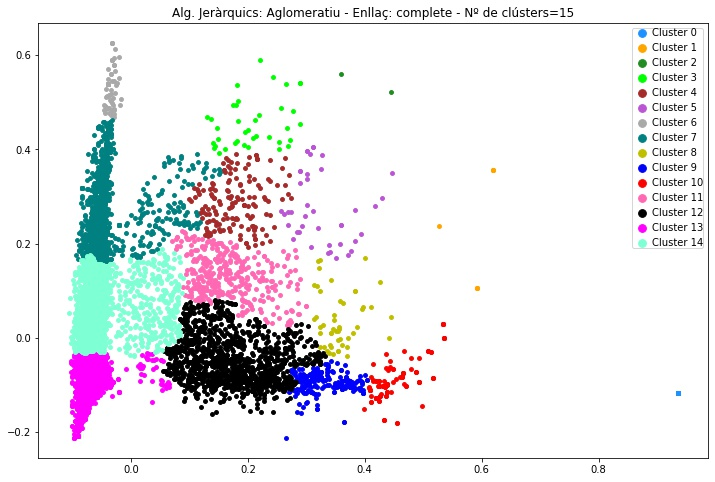 Alg. Jeràrquics: Aglomeratiu - Enllaç: complete - Nº de clústers=15
Cluster 0
Cluster 1
Cluster 2
Cluster 3
Cluster 4
Cluster 5
Cluster 6
Cluster 7
Cluster 8
Cluster 9
Cluster 10
Cluster 11
Cluster 12
Cluster 13
Cluster 14
0.6
0.4
0.2
0.0
−0.2
0.0 0.2 0.4 0.6 0.8